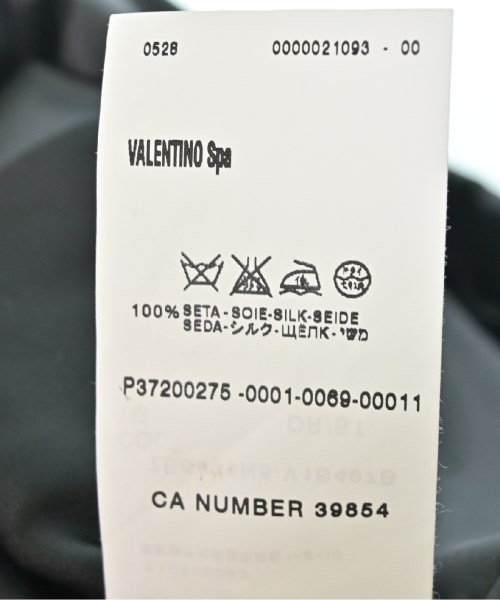 0528 0000021093 - 00
VALENTINO Spa
100% SETA-SOIE-SILK-SEIDE
SEDA-シルク-ЩЁЛК-משי
P37200275 -0001-0069-00011
CA NUMBER 39854